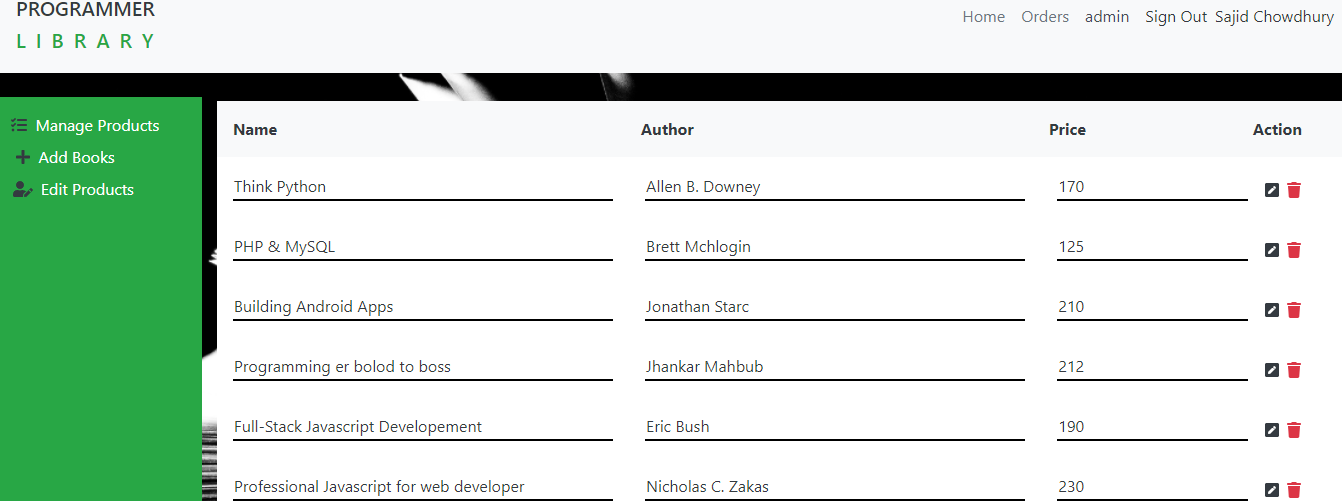 PROGRAMMER
LIBRARY
Home Orders admin Sign Out Sajid Chowdhury
Manage Products
Add Books
Edit Products
Name Author Price Action
Think Python Allen B. Downey 170
PHP & MySQL Brett Mchlogin 125
Building Android Apps Jonathan Starc 210
Programming er bolod to boss Jhankar Mahbub 212
Full-Stack Javascript Developement Eric Bush 190
Professional Javascript for web developer Nicholas C. Zakas 230